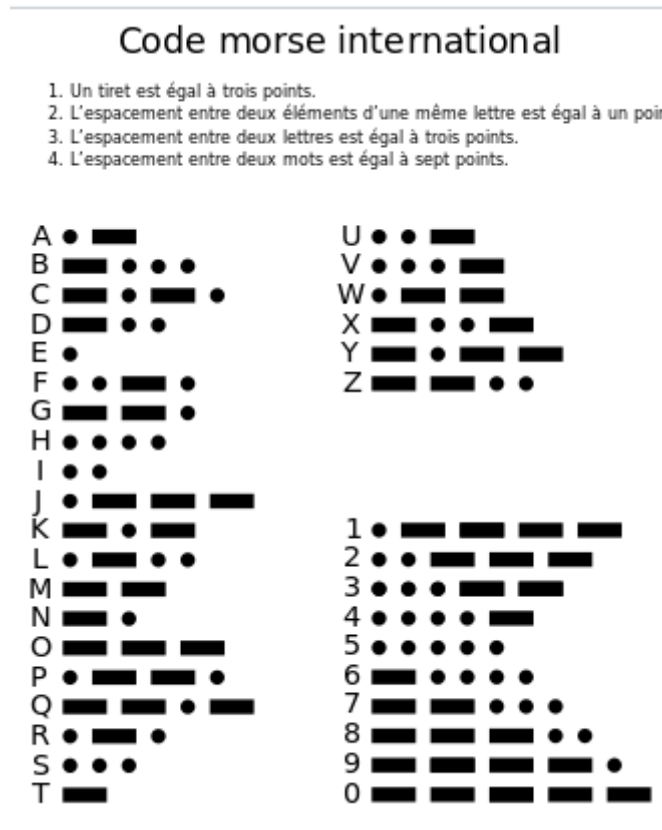 Code morse international
1. Un tiret est égal à trois points.
2. L'espacement entre deux éléments d'une même lettre est égal à un
3. L'espacement entre deux lettres est égal à trois points.
4. L'espacement entre deux mots est égal à sept points.
A
B
C
D
E
F
G
H
I
J
K
L
M
N
O
P
Q
R
S
T
U
V
W
X
Y
Z
1
2
3
4
5
6
7
8
9
0